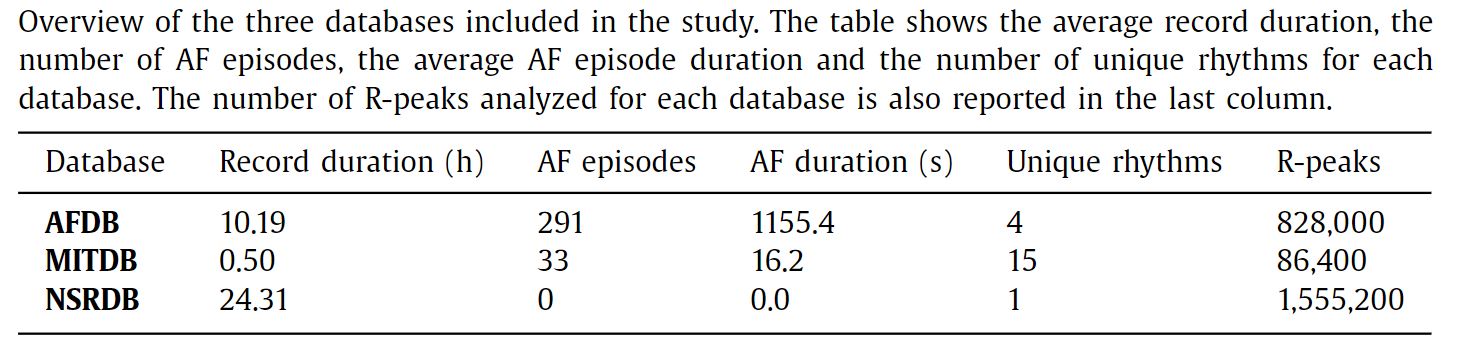 Overview of the three databases included in the study. The table shows the average record duration, the
number of AF episodes, the average AF episode duration and the number of unique rhythms for each
database. The number of R-peaks analyzed for each database is also reported in the last column.
Database Record duration (h) AF episodes AF duration (s) Unique rhythms R-peaks
AFDB 10.19 291 1155.4 4 828,000
MITDB 0.50 33 16.2 15 86,400
NSRDB 24.31 0 0.0 1 1,555,200